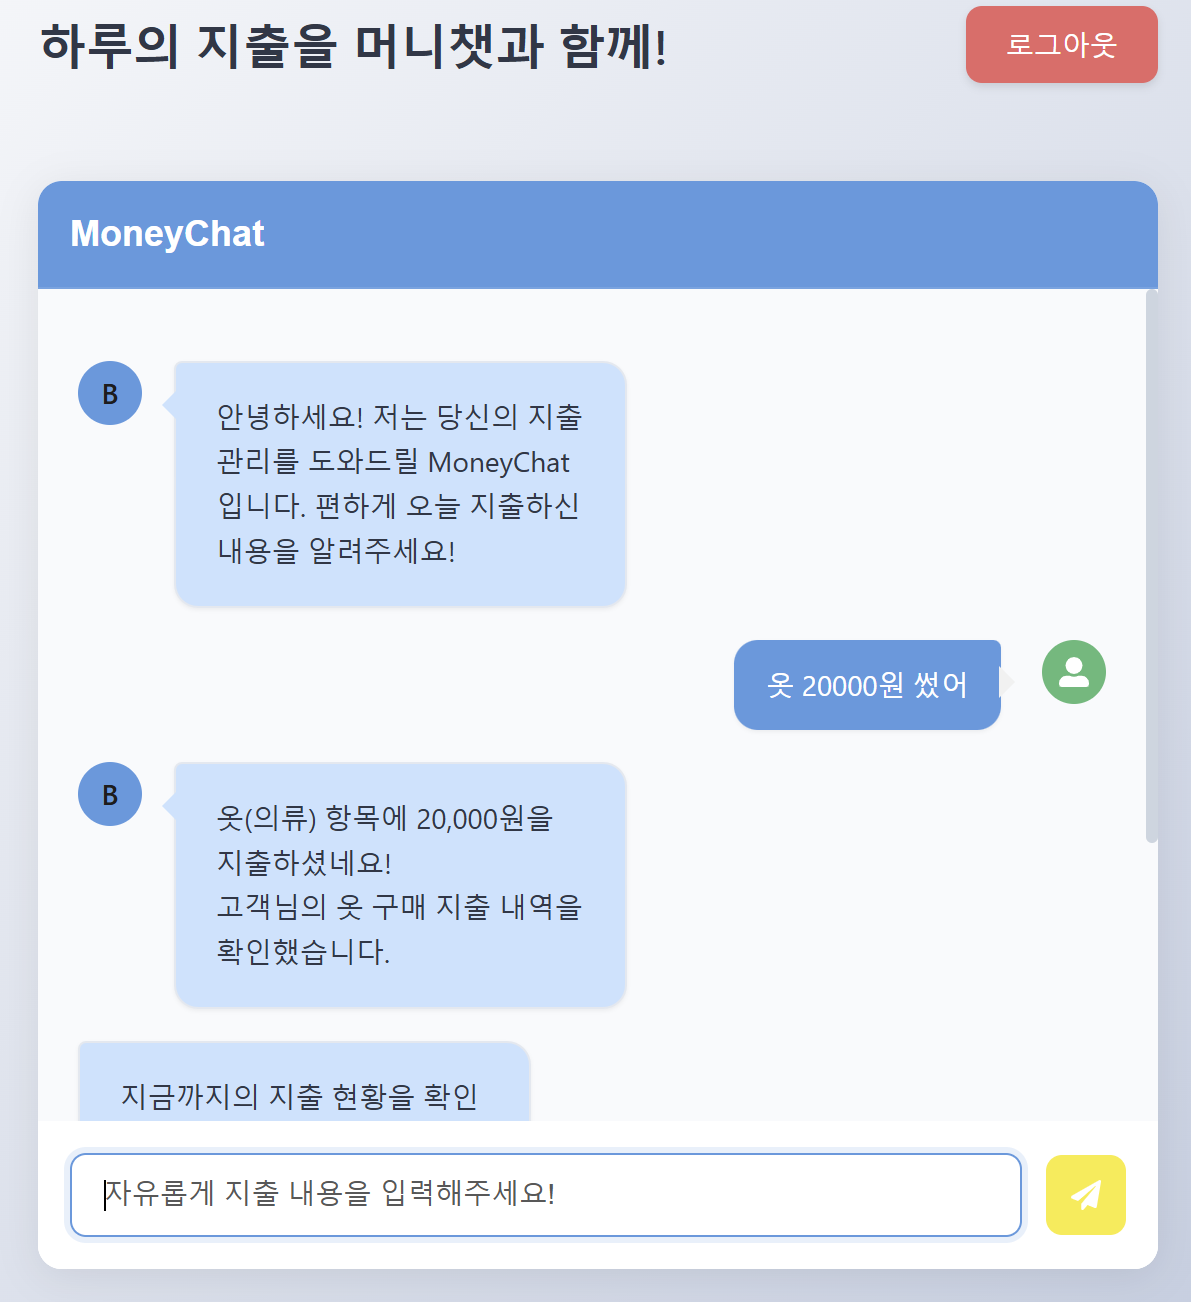 하루의 지출을 머니챗과 함께!
로그아웃
MoneyChat
B
안녕하세요! 저는 당신의 지출
관리를 도와드릴 MoneyChat
입니다. 편하게 오늘 지출하신
내용을 알려주세요!
옷 20000원 썼어
B
옷(의류) 항목에 20,000원을
지출하셨네요!
고객님의 옷 구매 지출 내역을
확인했습니다.
지금까지의 지출 현황을 확인
자유롭게 지출 내용을 입력해주세요!